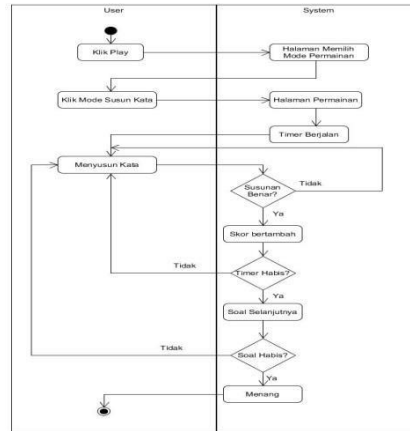 User
System
Klik Play
Halaman Memilih
Mode Permainan
Klik Mode Susun Kata
Halaman Permainan
Timer Berjalan
Menyusun Kata
Susunan
Benar?
Tidak
Ya
Skor bertambah
Tidak
Timer Habis?
Ya
Soal Selanjutnya
Tidak
Soal Habis?
Ya
Menang